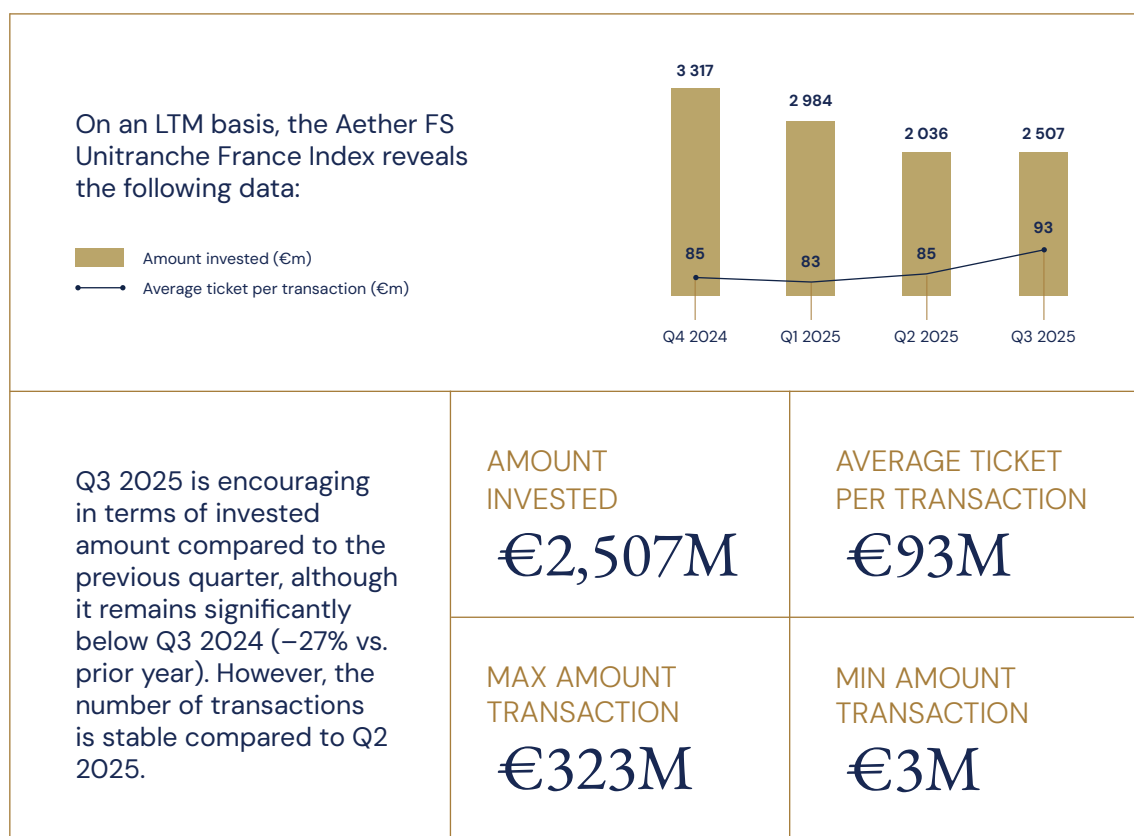 On an LTM basis, the Aether FS
Unitranche France Index reveals
the following data:
Amount invested (€m)
Average ticket per transaction (€m)
3 317
2 984
2 036
2 507
85
83
85
93
Q4 2024
Q1 2025
Q2 2025
Q3 2025
Q3 2025 is encouraging
in terms of invested
amount compared to the
previous quarter, although
it remains significantly
below Q3 2024 (–27% vs.
prior year). However, the
number of transactions
is stable compared to Q2
2025.
AMOUNT
INVESTED
€2,507M
AVERAGE TICKET
PER TRANSACTION
€93M
MAX AMOUNT
TRANSACTION
€323M
MIN AMOUNT
TRANSACTION
€3M